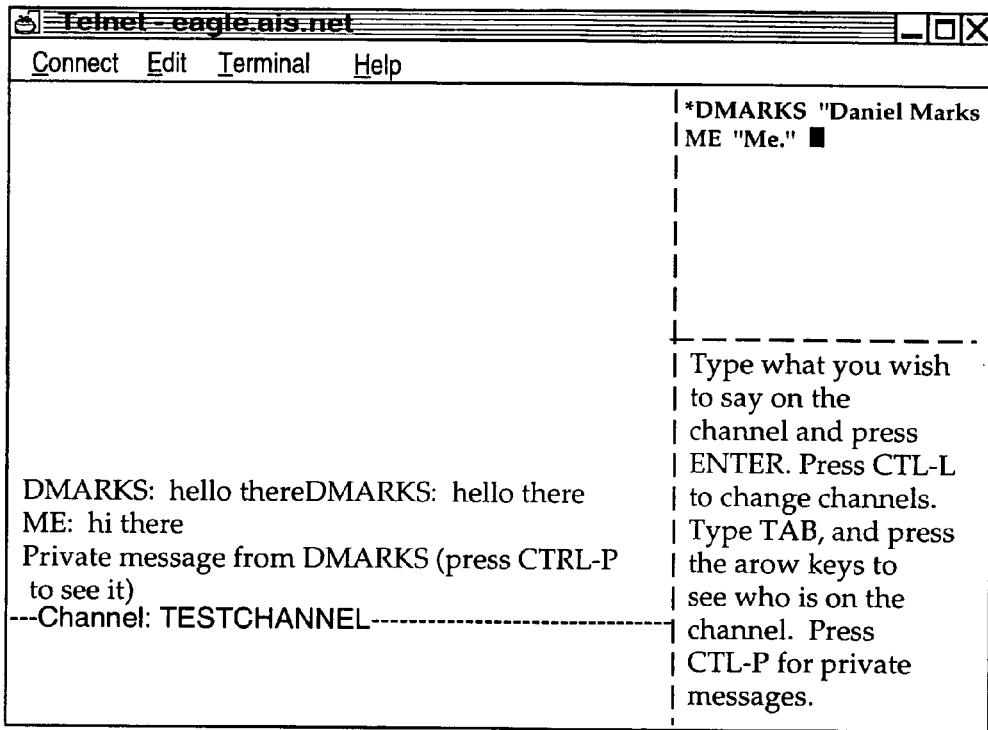 Telnet - eagle.ais.net
Connect Edit Terminal Help
*DMARKS "Daniel Marks
ME "Me."
DMARKS: hello thereDMARKS: hello there
ME: hi there
Private message from DMARKS (press CTRL-P
to see it)
---Channel: TESTCHANNEL------------------------------
Type what you wish
to say on the
channel and press
ENTER. Press CTL-L
to change channels.
Type TAB, and press
the arow keys to
see who is on the
channel. Press
CTL-P for private
messages.